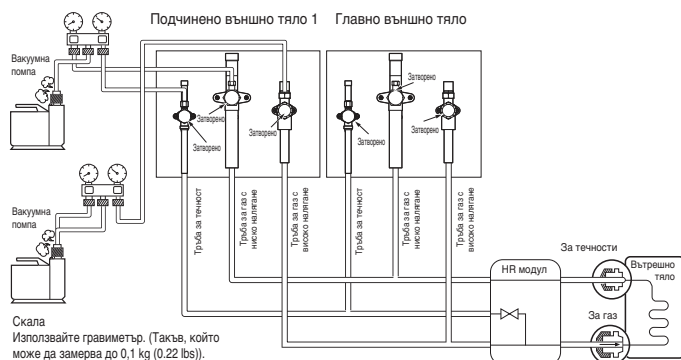 Подчинено външно тяло 1
Главно външно тяло
Вакуумна
помпа
Затворено
Затворено
Затворено
Затворено
Затворено
Затворено
Вакуумна
помпа
Тръба за течност
Тръба за газ с
ниско налягане
Тръба за газ с
високо налягане
Тръба за течност
Тръба за газ с
ниско налягане
Тръба за газ с
високо налягане
За течности
HR модул
Вътрешно
тяло
За газ
Скала
Използвайте гравиметър. (Такъв, който
може да замерва до 0,1 kg (0.22 lbs)).